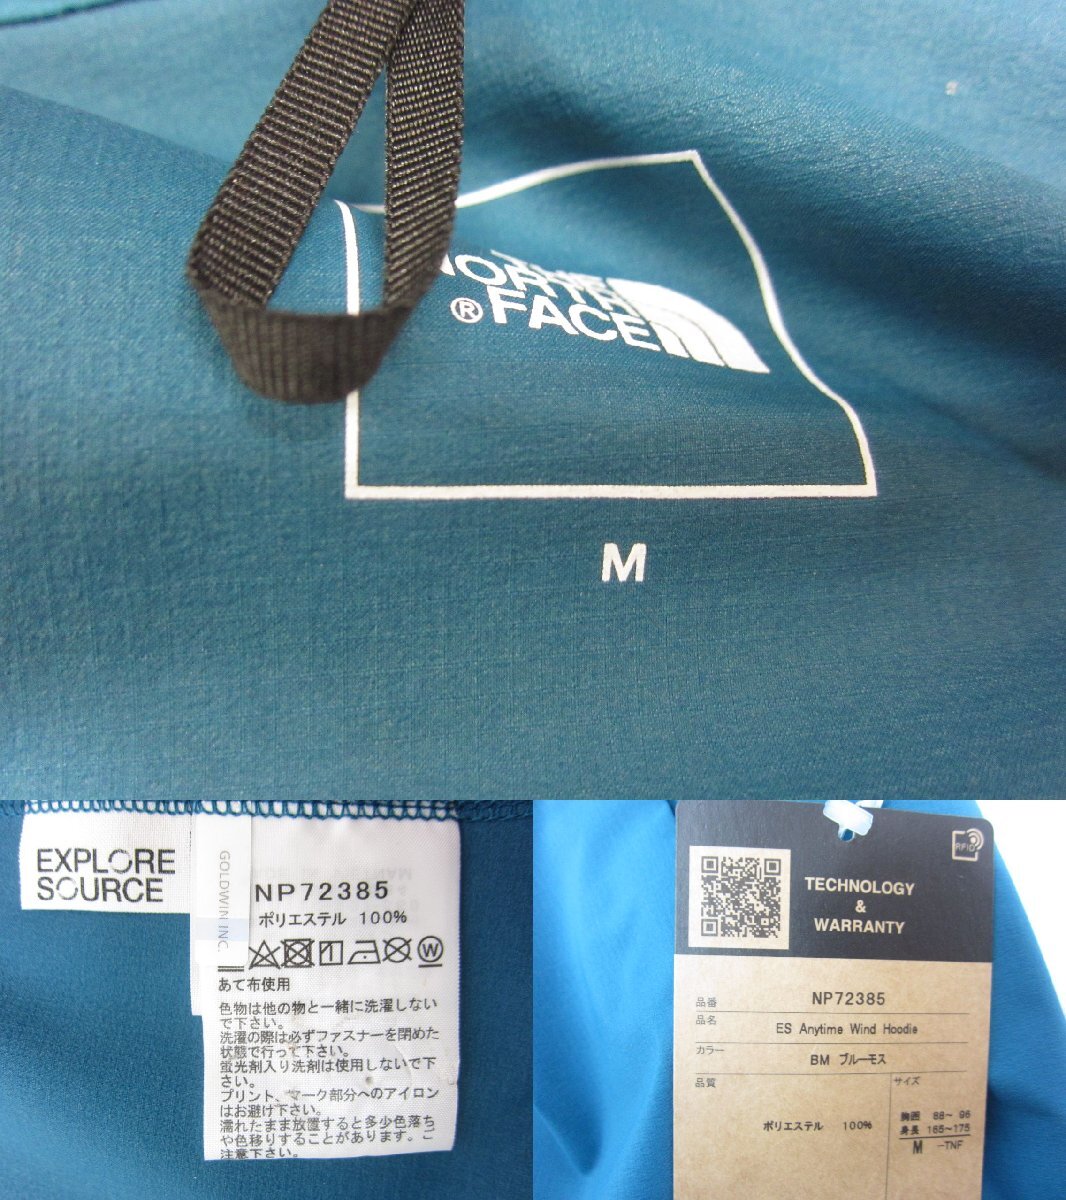 THE
NORTH
® FACE
M
EXPLORE
SOURCE
GOLDWIN INC.
NP72385
ポリエステル 100%
W
あて布使用
色物は他の物と一緒に洗濯しない
で下さい。
洗濯の際は必ずファスナーを閉めた
状態で行って下さい。
蛍光剤入り洗剤は使用しないで下
さい。
プリント、マーク部分へのアイロン
はお避け下さい。
濡れたまま放置すると多少色落ち
や色移りすることがあります。ご
注意下さい。
RFID
TECHNOLOGY
&
WARRANTY
品番 NP72385
品名 ES Anytime Wind Hoodie
カラー BM ブルーモス
品質 サイズ
ポリエステル 100%
胸囲 88～ 96
身長 165～175
M -TNF